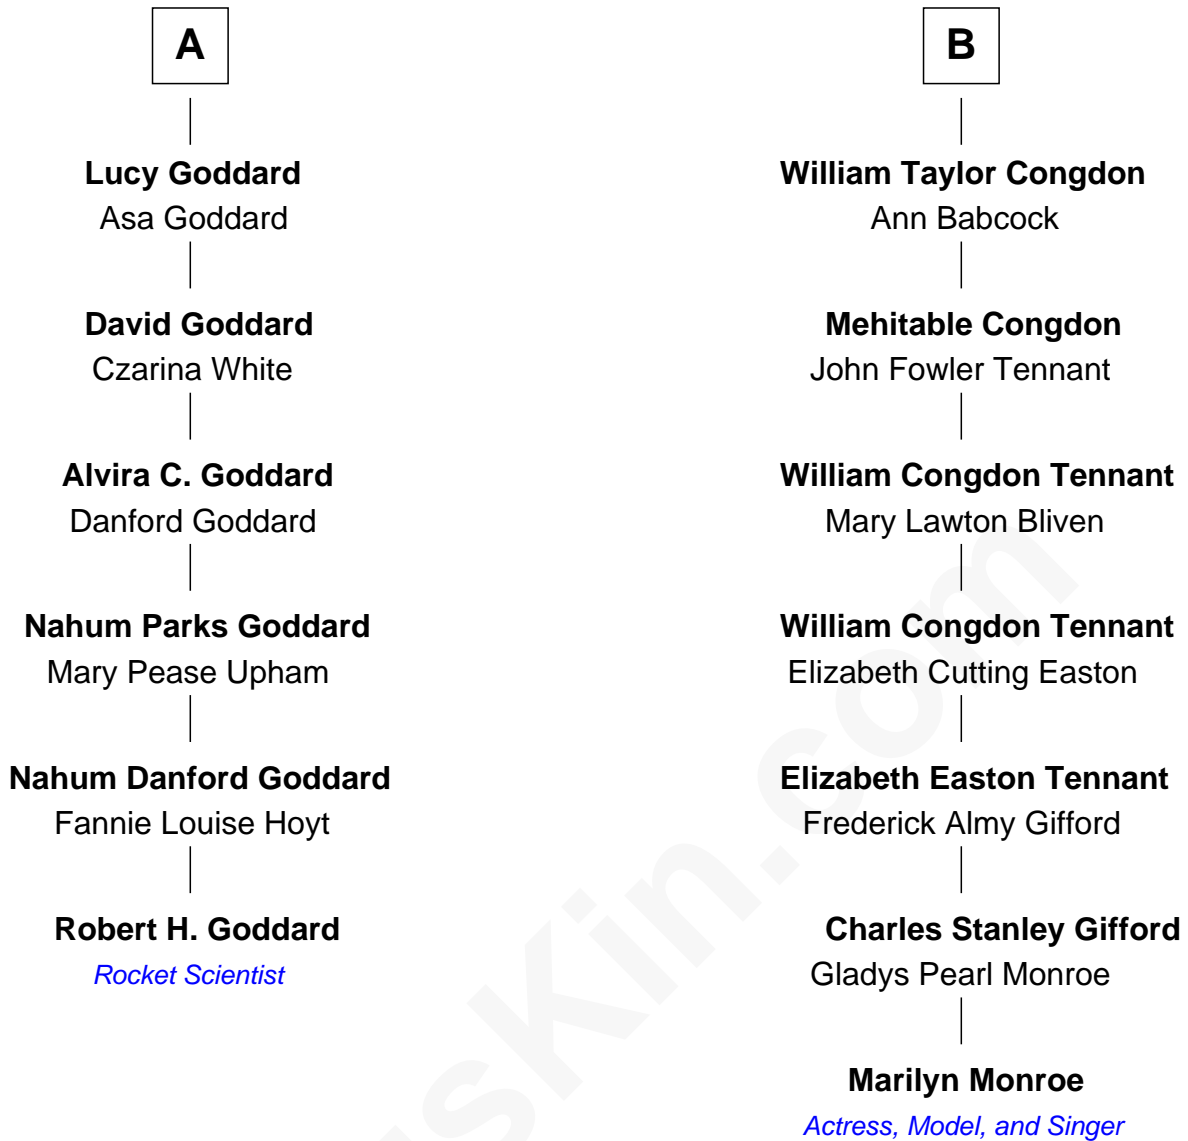 A
Lucy Goddard
Asa Goddard
David Goddard
Czarina White
Alvira C. Goddard
Danford Goddard
Nahum Parks Goddard
Mary Pease Upham
Nahum Danford Goddard
Fannie Louise Hoyt
Robert H. Goddard
Rocket Scientist
B
William Taylor Congdon
Ann Babcock
Mehitable Congdon
John Fowler Tennant
William Congdon Tennant
Mary Lawton Bliven
William Congdon Tennant
Elizabeth Cutting Easton
Elizabeth Easton Tennant
Frederick Almy Gifford
Charles Stanley Gifford
Gladys Pearl Monroe
Marilyn Monroe
Actress, Model, and Singer
sKin.com